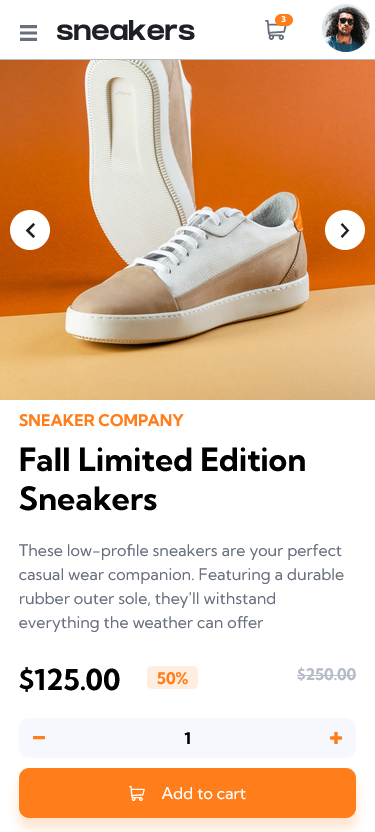 sneakers
3
SNEAKER COMPANY
Fall Limited Edition
Sneakers
These low-profile sneakers are your perfect
casual wear companion. Featuring a durable
rubber outer sole, they'll withstand
everything the weather can offer
$125.00 50% $250.00
1
Add to cart